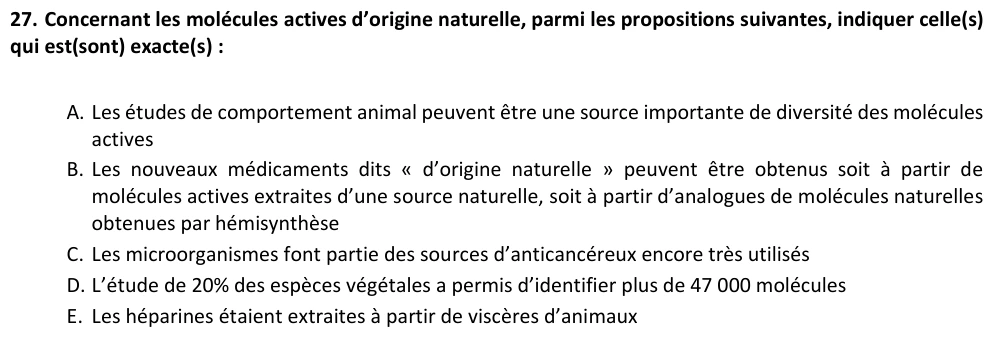 27. Concernant les molécules actives d’origine naturelle, parmi les propositions suivantes, indiquer celle(s)
qui est(sont) exacte(s) :
A. Les études de comportement animal peuvent être une source importante de diversité des molécules
actives
B. Les nouveaux médicaments dits « d’origine naturelle » peuvent être obtenus soit à partir de
molécules actives extraites d’une source naturelle, soit à partir d’analogues de molécules naturelles
obtenues par hémisynthèse
C. Les microorganismes font partie des sources d’anticancéreux encore très utilisés
D. L’étude de 20% des espèces végétales a permis d’identifier plus de 47 000 molécules
E. Les héparines étaient extraites à partir de viscères d’animaux